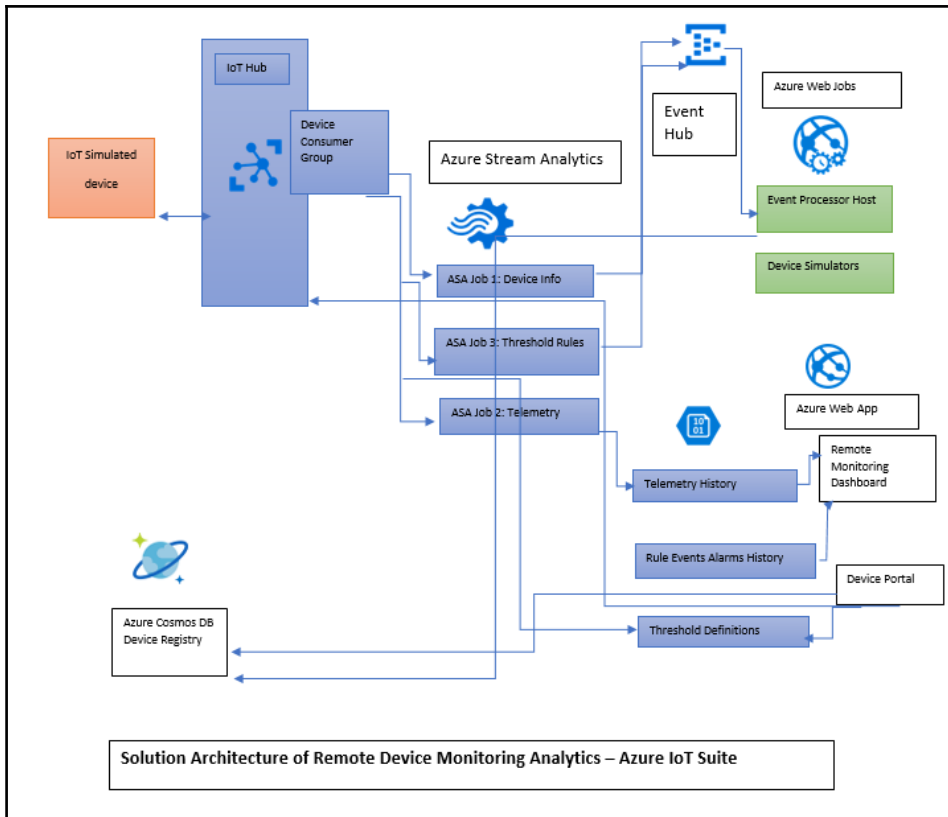 IoT Hub
Device
Consumer
Group
IoT Simulated
device
Azure Stream Analytics
Event
Hub
Azure Web Jobs
Event Processor Host
Device Simulators
ASA Job 1: Device Info
ASA Job 3: Threshold Rules
ASA Job 2: Telemetry
10
01
Azure Web App
Remote
Monitoring
Dashboard
Telemetry History
Rule Events Alarms History
Device Portal
Threshold Definitions
Azure Cosmos DB
Device Registry
Solution Architecture of Remote Device Monitoring Analytics – Azure IoT Suite